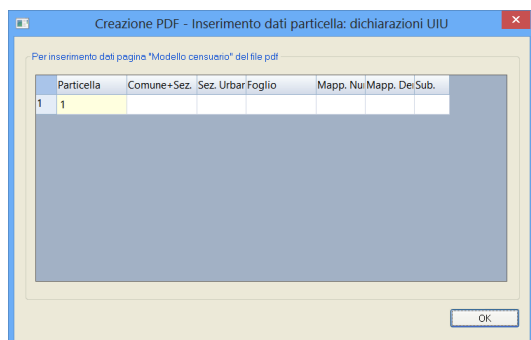 Creazione PDF - Inserimento dati particella: dichiarazioni UIU
Per inserimento dati pagina "Modello censuario" del file pdf
Particella Comune+Sez. Sez. Urbar Foglio Mapp. Nu Mapp. De Sub.
1 1
OK